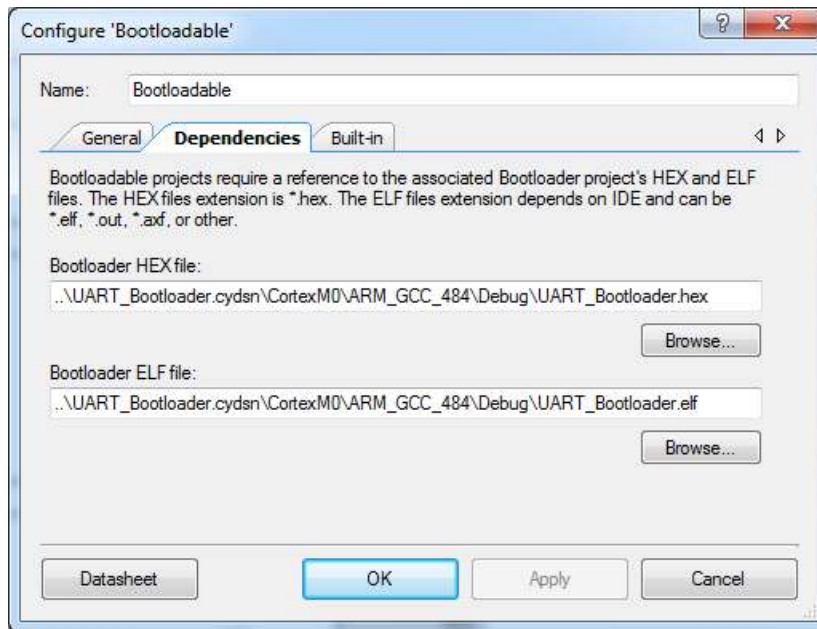 Configure 'Bootloadable'
?
Name: Bootloadable
General Dependencies Built-in
Bootloadable projects require a reference to the associated Bootloader project's HEX and ELF
files. The HEX files extension is *.hex. The ELF files extension depends on IDE and can be
*.elf, *.out, *.axf, or other.
Bootloader HEX file:
..\UART_Bootloader.cydsn\CortexM0\ARM_GCC_484\Debug\UART_Bootloader.hex
Browse...
Bootloader ELF file:
..\UART_Bootloader.cydsn\CortexM0\ARM_GCC_484\Debug\UART_Bootloader.elf
Browse...
Datasheet OK Apply Cancel